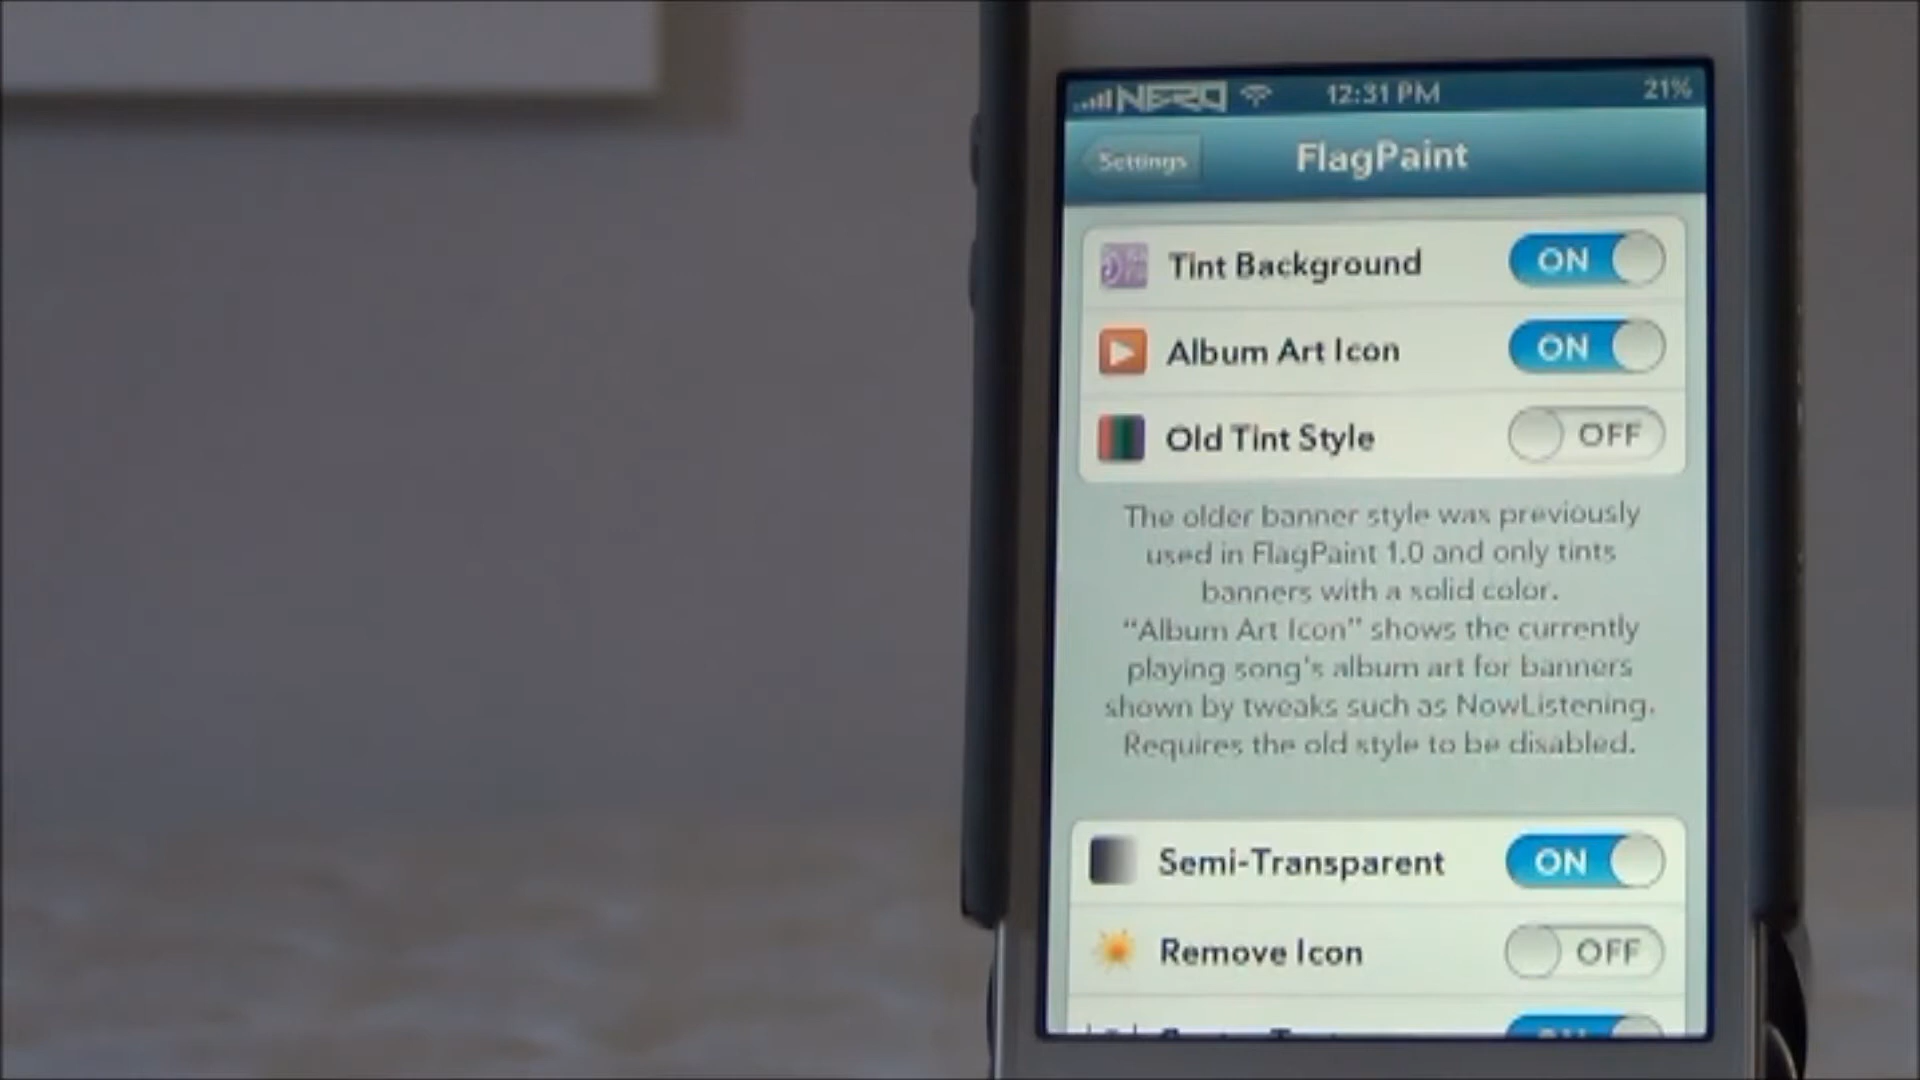 NERO 12:31 PM 21%
Settings FlagPaint
Tint Background ON
Album Art Icon ON
Old Tint Style OFF
The older banner style was previously
used in FlagPaint 1.0 and only tints
banners with a solid color.
“Album Art Icon” shows the currently
playing song's album art for banners
shown by tweaks such as NowListening.
Requires the old style to be disabled.
Semi-Transparent ON
Remove Icon OFF
ON